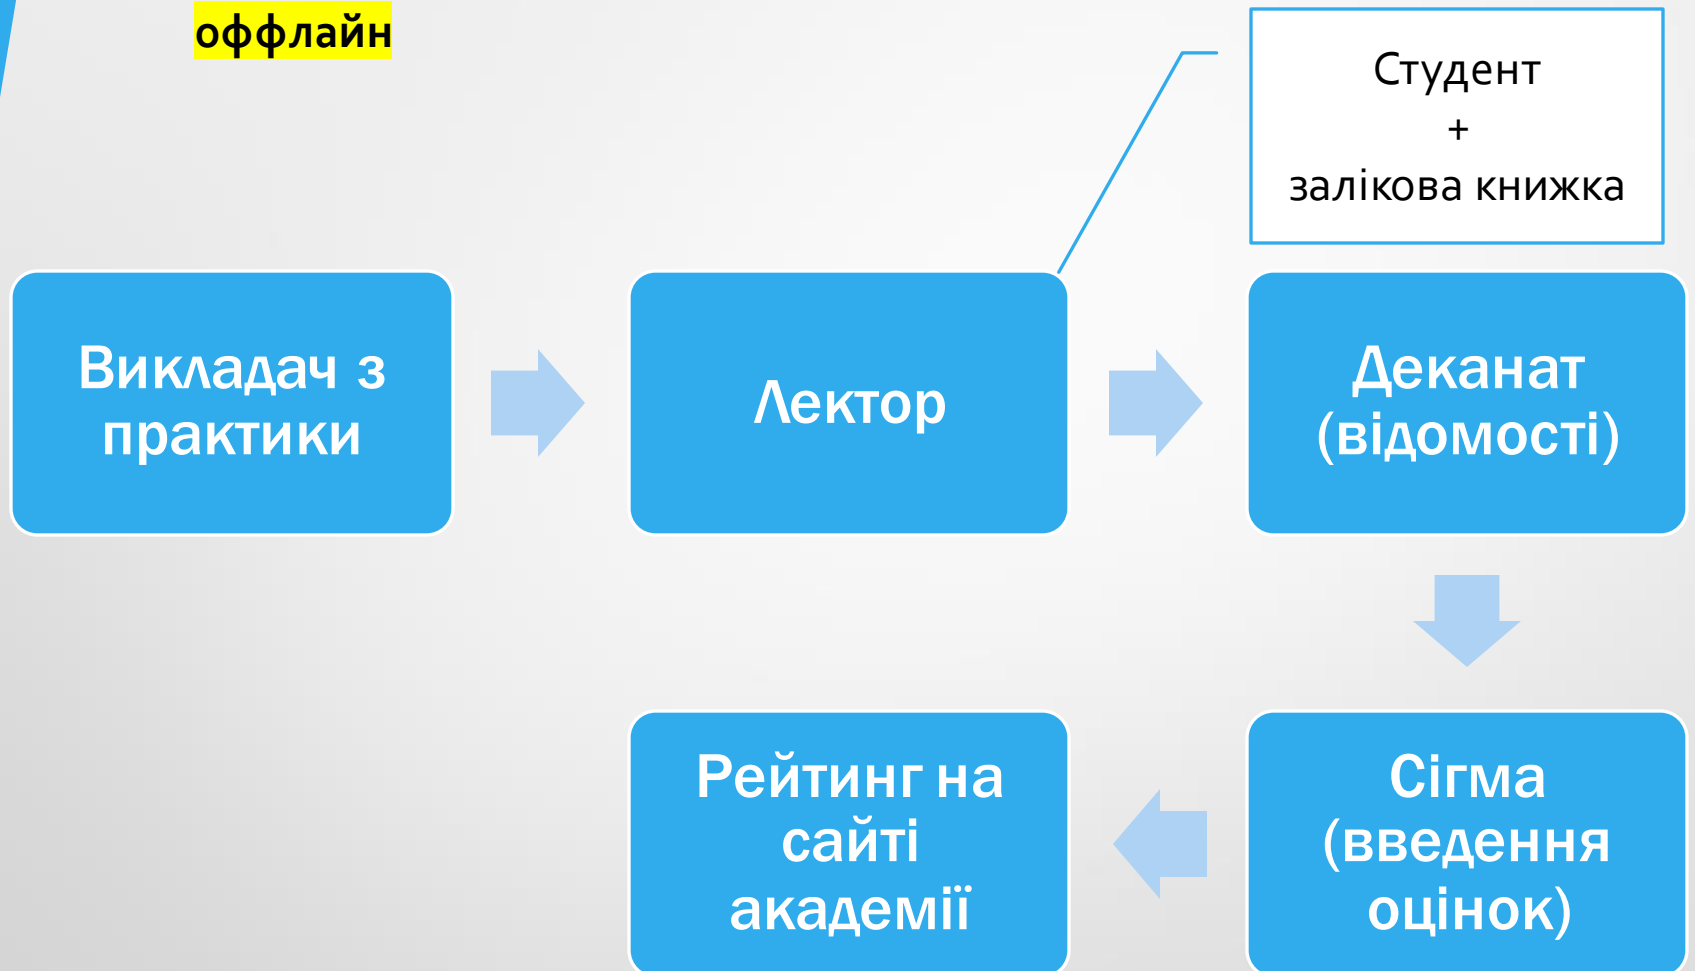 оффлайн
Студент
+
залікова книжка
Викладач з
практики
Лектор
Деканат
(відомості)
Рейтинг на
сайті
академії
Сігма
(введення
оцінок)